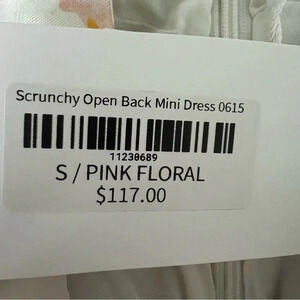 Scrunchy Open Back Mini Dress 0615
11230689
S / PINK FLORAL
$117.00